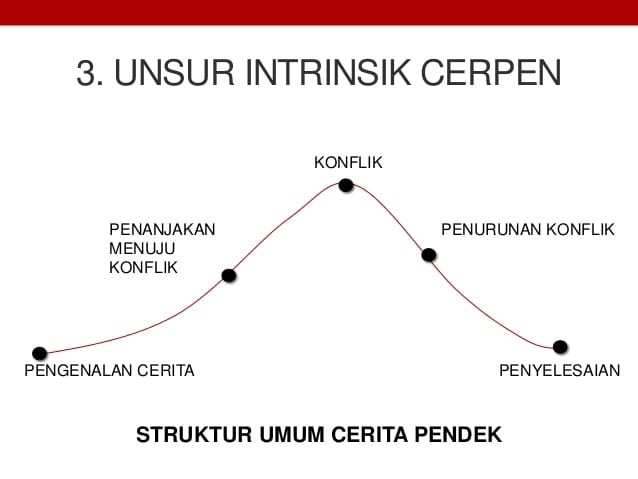 3. UNSUR INTRINSIK CERPEN
KONFLIK
PENANJAKAN
MENUJU
KONFLIK
PENURUNAN KONFLIK
PENGENALAN CERITA
PENYELESAIAN
STRUKTUR UMUM CERITA PENDEK